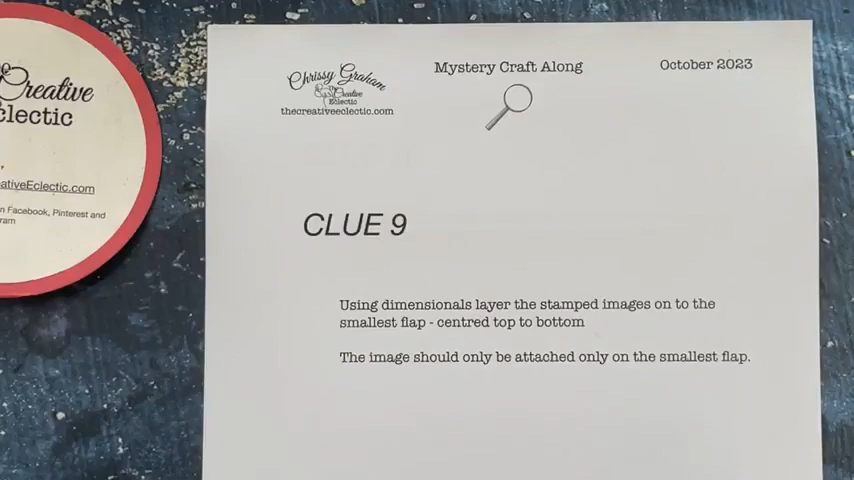 Creative
clectic
ativeEclectic.com
n Facebook, Pinterest and
ram
Chrissy Graham
The
Creative
Eclectic
thecreativeeclectic.com
Mystery Craft Along
October 2023
CLUE 9
Using dimensionals layer the stamped images on to the
smallest flap - centred top to bottom
The image should only be attached only on the smallest flap.